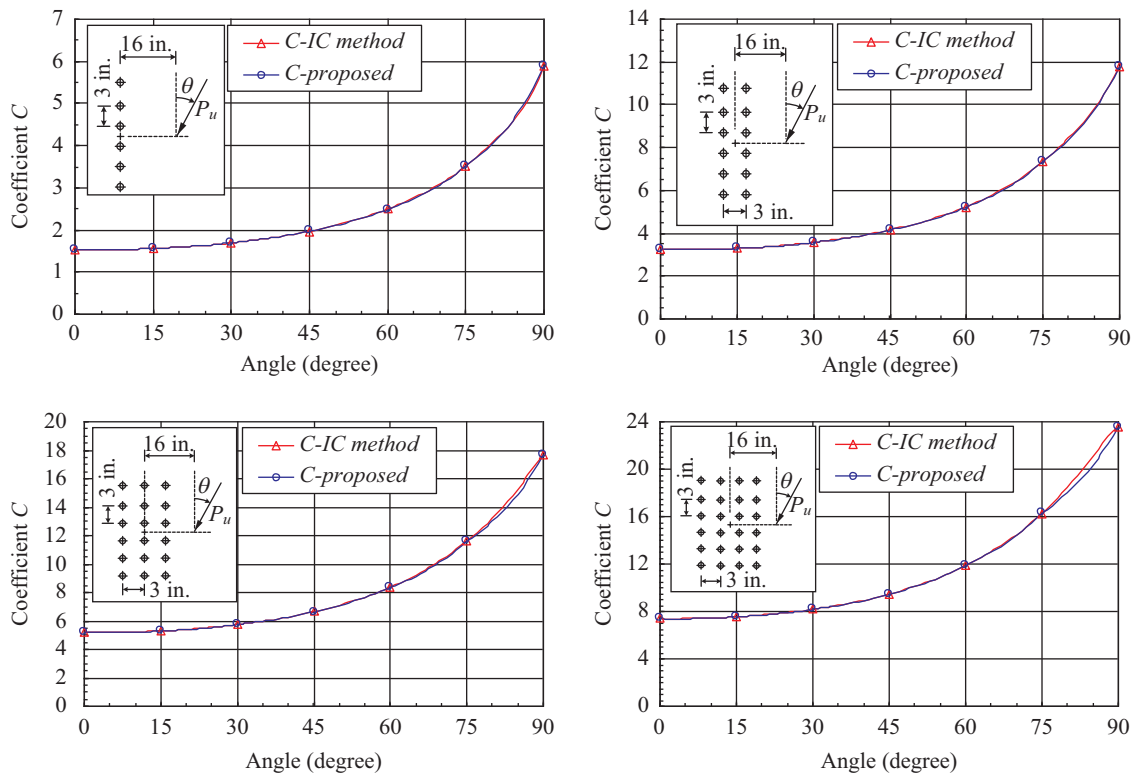 7
6
5
4
3
2
1
0
Coefficient C
16 in.
3 in.
θ
P_u
C-IC method
C-proposed
0 15 30 45 60 75 90
Angle (degree)
14
12
10
8
6
4
2
0
Coefficient C
16 in.
3 in.
θ
P_u
3 in.
C-IC method
C-proposed
0 15 30 45 60 75 90
Angle (degree)
20
18
16
14
12
10
8
6
4
2
0
Coefficient C
16 in.
3 in.
θ
P_u
3 in.
C-IC method
C-proposed
0 15 30 45 60 75 90
Angle (degree)
24
20
16
12
8
4
0
Coefficient C
16 in.
3 in.
θ
P_u
3 in.
C-IC method
C-proposed
0 15 30 45 60 75 90
Angle (degree)